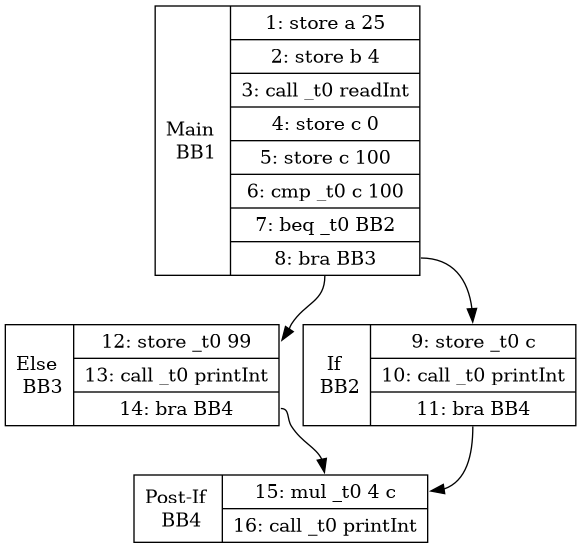 Main
BB1
1: store a 25
2: store b 4
3: call _t0 readInt
4: store c 0
5: store c 100
6: cmp _t0 c 100
7: beq _t0 BB2
8: bra BB3
Else
BB3
12: store _t0 99
13: call _t0 printInt
14: bra BB4
If
BB2
9: store _t0 c
10: call _t0 printInt
11: bra BB4
Post-If
BB4
15: mul _t0 4 c
16: call _t0 printInt